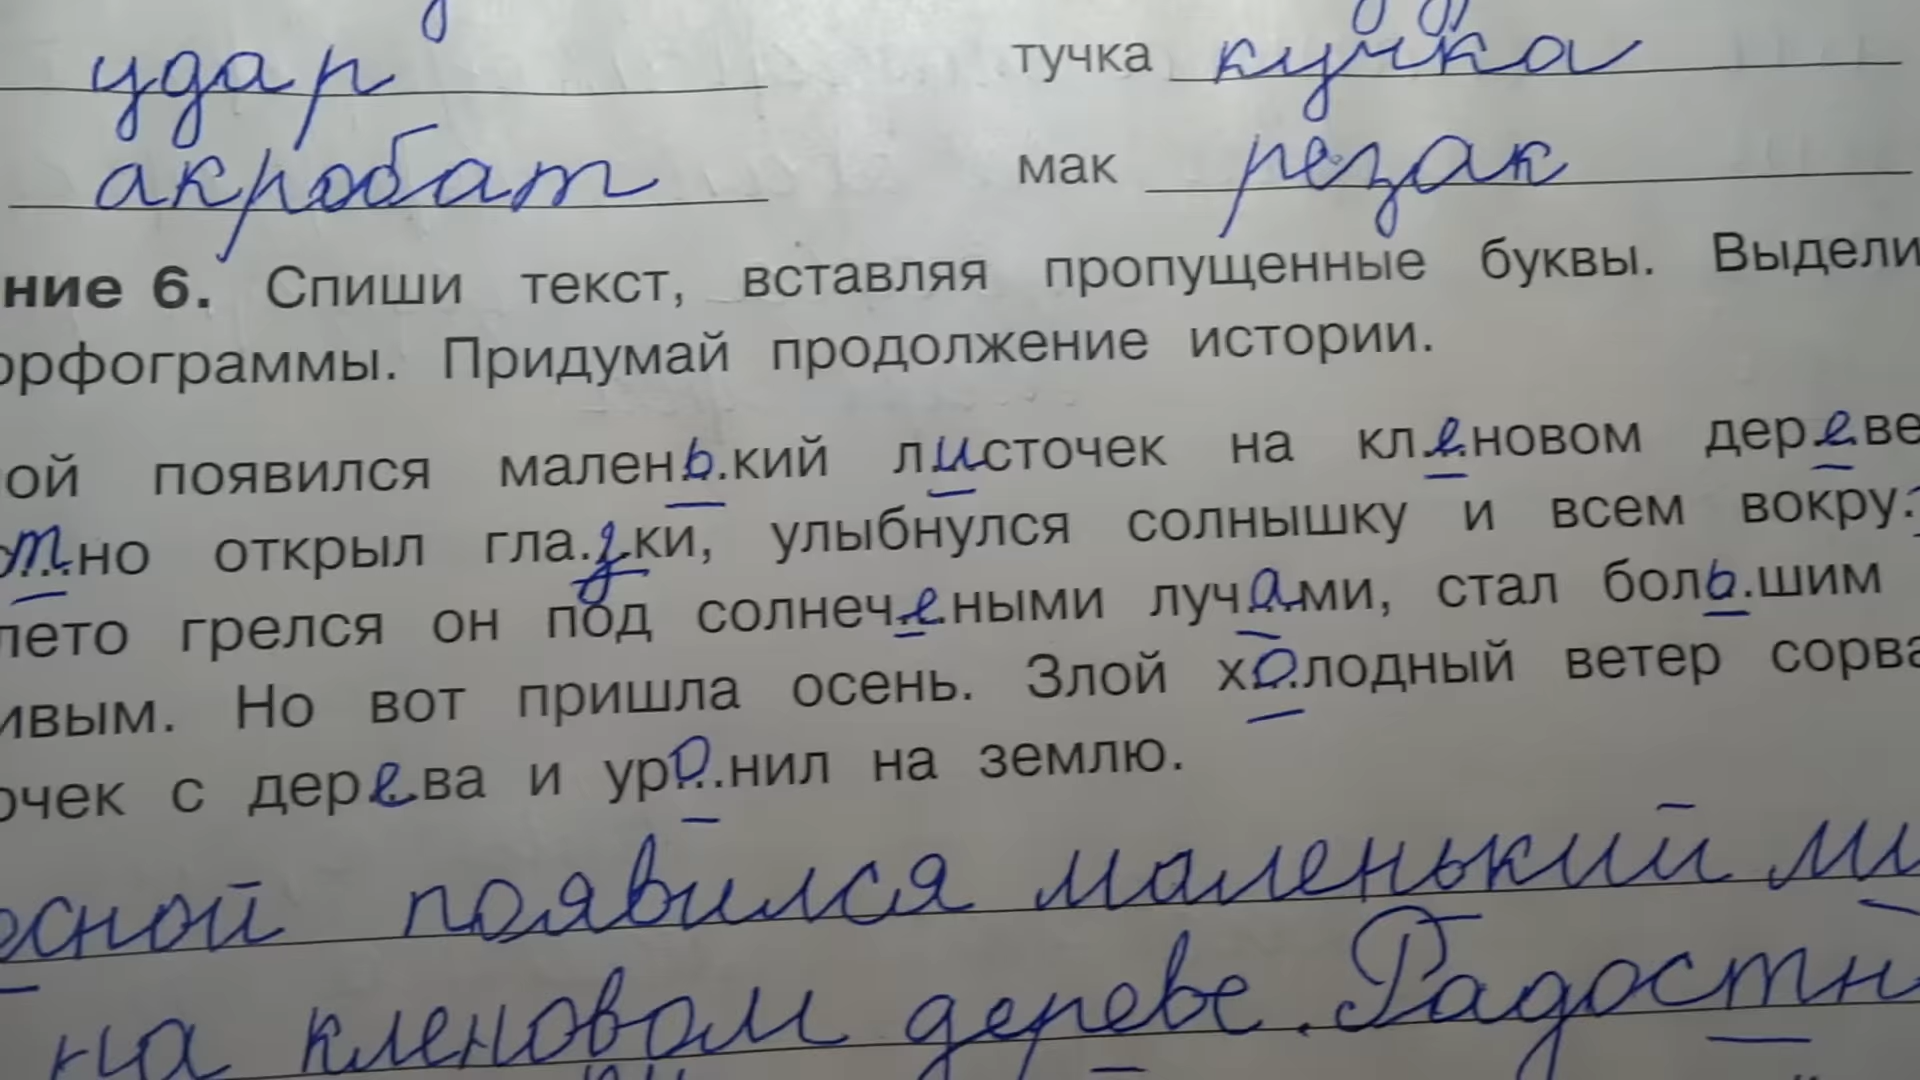 удар тучка кучка
акробат мак резак
ние 6. Спиши текст, вставляя пропущенные буквы. Выдели
орфограммы. Придумай продолжение истории.
ой появился маленький листочек на кленовом дереве
тно открыл глазки, улыбнулся солнышку и всем вокру
лето грелся он под солнечными лучами, стал большим
ивым. Но вот пришла осень. Злой холодный ветер сорва
очек с дерева и уронил на землю.
есной появился маленький ли
на кленовом дереве. Радостн